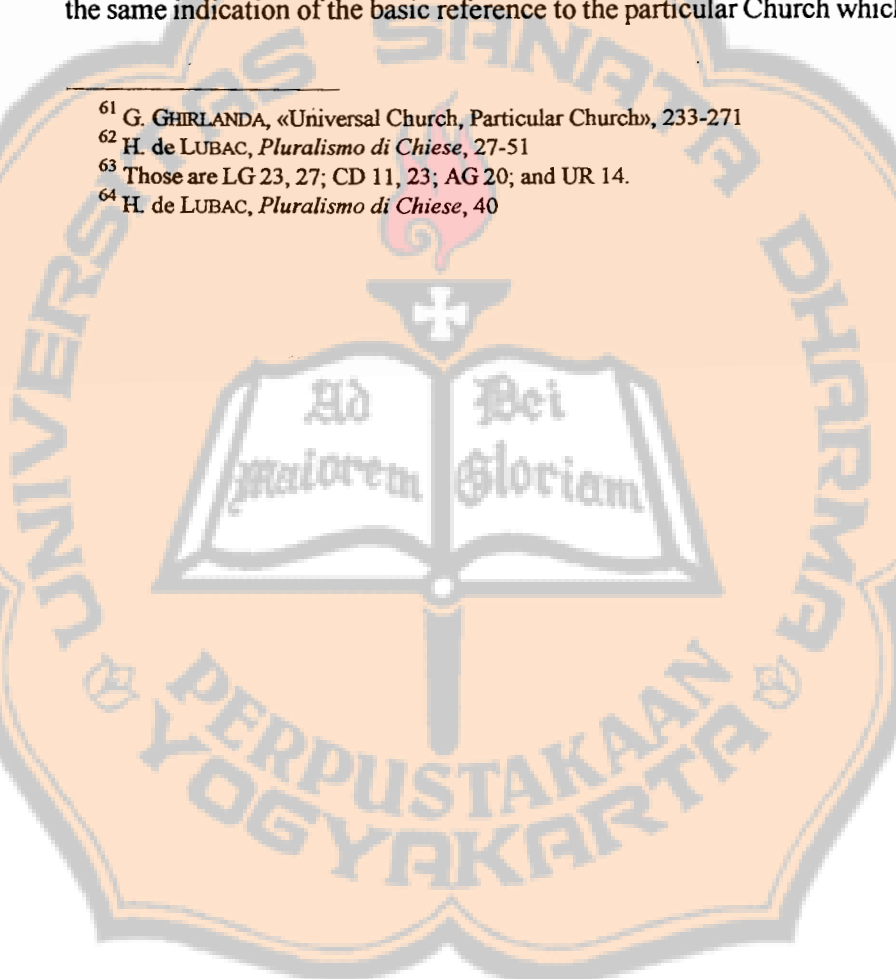 the same indication of the basic reference to the particular Church which
61 G. GHIRLANDA, «Universal Church, Particular Church», 233-271
62 H. de LUBAC, Pluralismo di Chiese, 27-51
63 Those are LG 23, 27; CD 11, 23; AG 20; and UR 14.
64 H. de LUBAC, Pluralismo di Chiese, 40
UNIVERSITAS SANATA DHARMA
Ad Dei
maiorem Gloriam
PERPUSTAKAAN
YOGYAKARTA